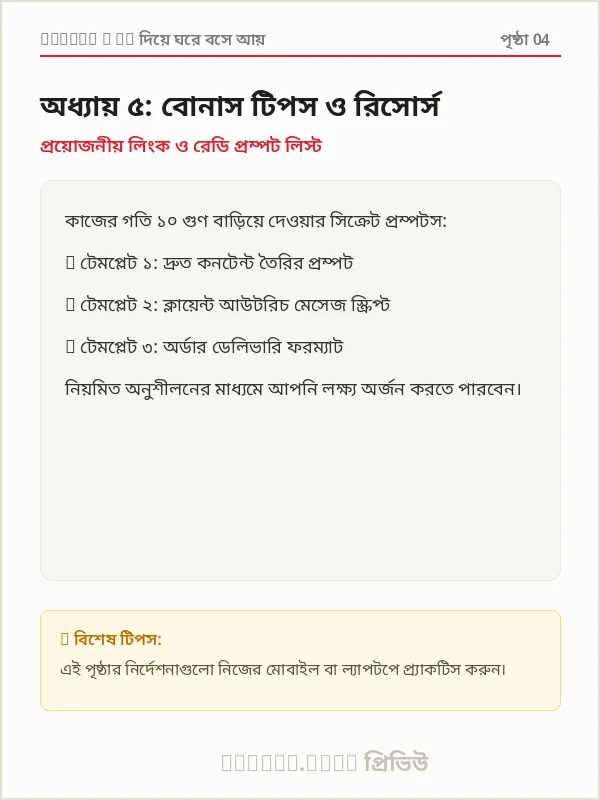 দিয়ে ঘরে বসে আয়
পৃষ্ঠা 04
অধ্যায় ৫: বোনাস টিপস ও রিসোর্স
প্রয়োজনীয় লিংক ও রেডি প্রম্পট লিস্ট
কাজের গতি ১০ গুণ বাড়িয়ে দেওয়ার সিক্রেট প্রম্পটস:
টেমপ্লেট ১: দ্রুত কনটেন্ট তৈরির প্রম্পট
টেমপ্লেট ২: ক্লায়েন্ট আউটরিচ মেসেজ স্ক্রিপ্ট
টেমপ্লেট ৩: অর্ডার ডেলিভারি ফরম্যাট
নিয়মিত অনুশীলনের মাধ্যমে আপনি লক্ষ্য অর্জন করতে পারবেন।
বিশেষ টিপস:
এই পৃষ্ঠার নির্দেশনাগুলো নিজের মোবাইল বা ল্যাপটপে প্র্যাকটিস করুন।
প্রিভিউ